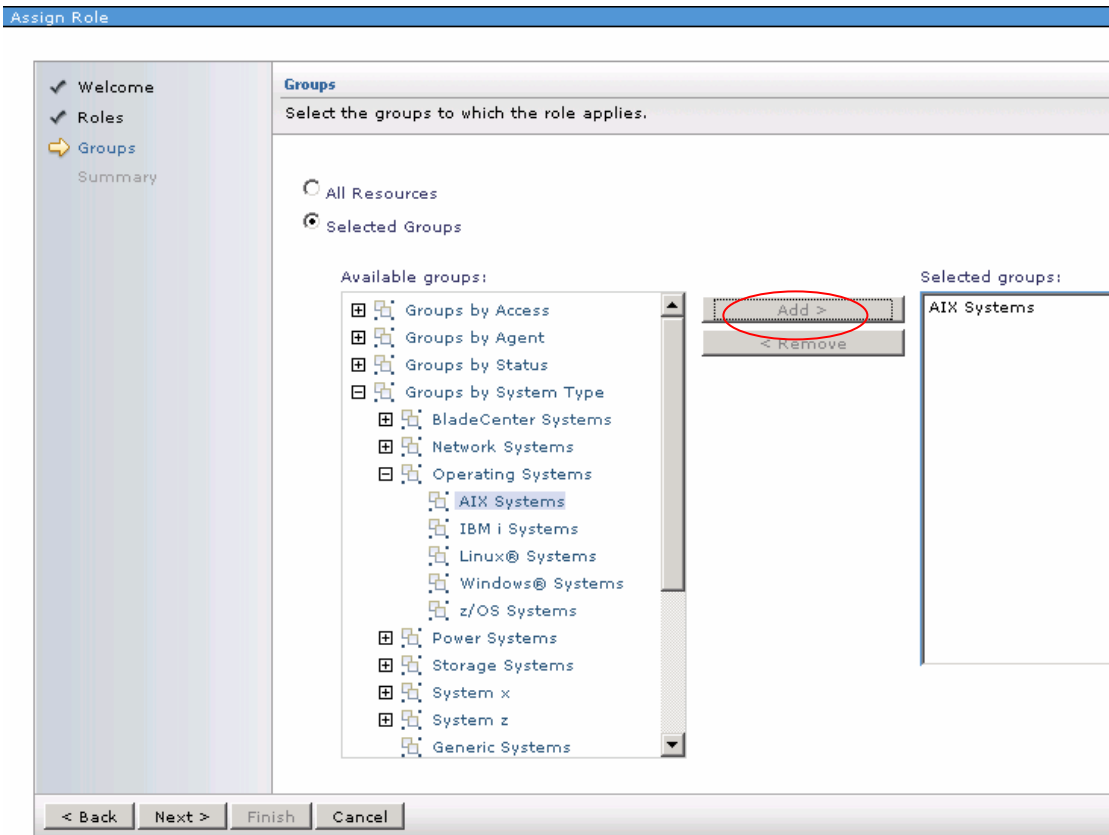 Assign Role
Welcome
Roles
Groups
Summary
Groups
Select the groups to which the role applies.
All Resources
Selected Groups
Available groups:
Groups by Access
Groups by Agent
Groups by Status
Groups by System Type
BladeCenter Systems
Network Systems
Operating Systems
AIX Systems
IBM i Systems
Linux® Systems
Windows® Systems
z/OS Systems
Power Systems
Storage Systems
System x
System z
Generic Systems
Add >
< Remove
Selected groups:
AIX Systems
< Back Next > Finish Cancel